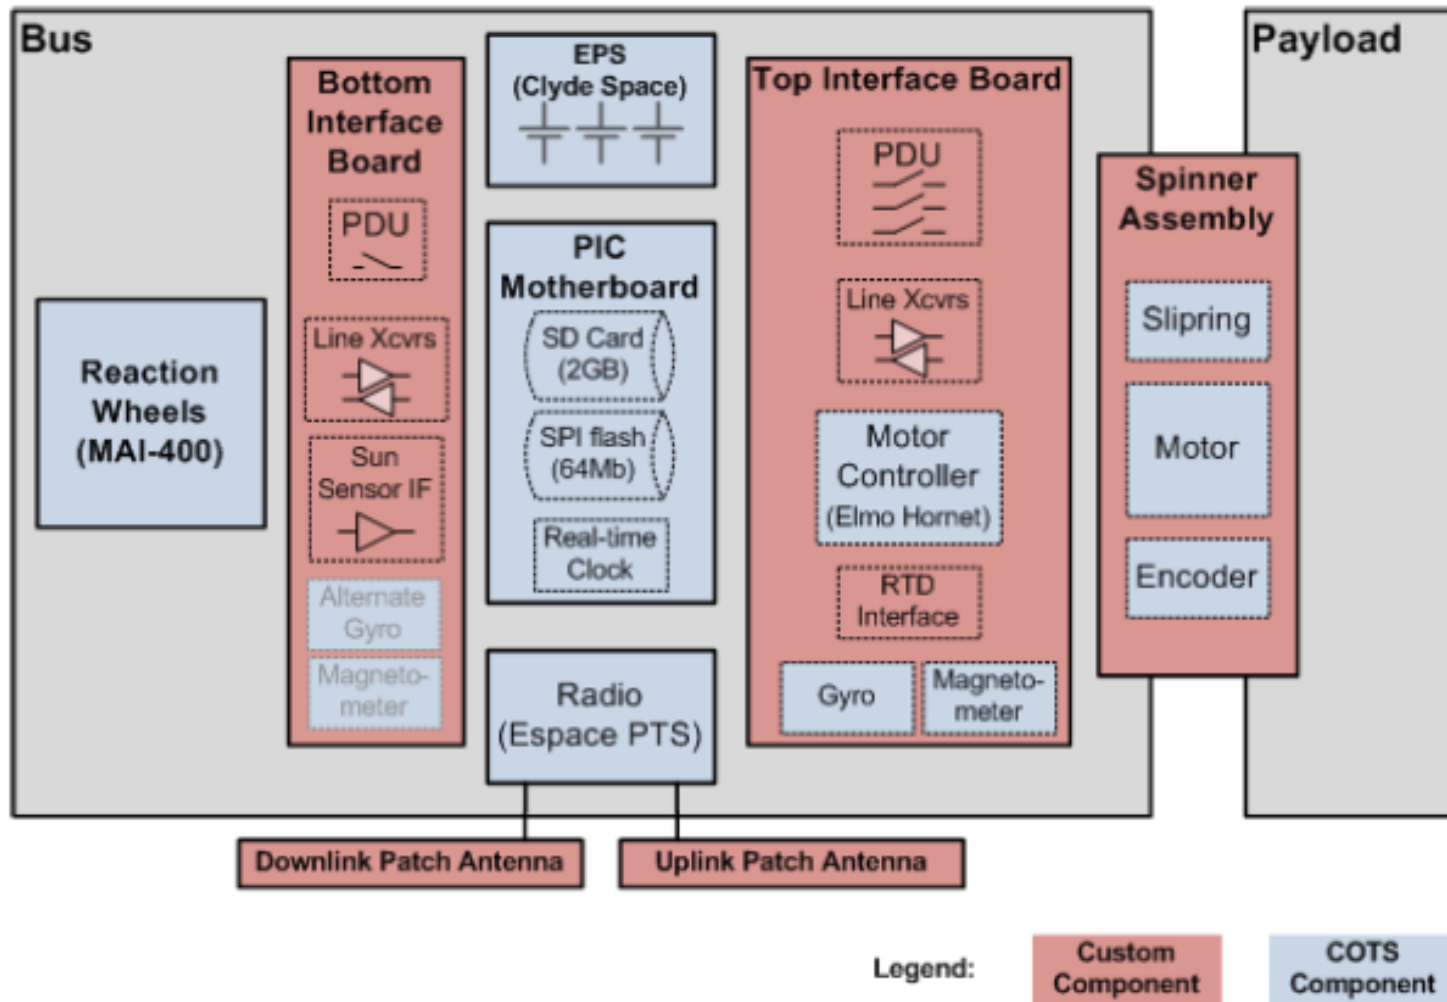 Bus
Payload
Bottom
Interface
Board
PDU
Line Xcvrs
Sun
Sensor IF
Alternate
Gyro
Magneto-
meter
Reaction
Wheels
(MAI-400)
EPS
(Clyde Space)
PIC
Motherboard
SD Card
(2GB)
SPI flash
(64Mb)
Real-time
Clock
Radio
(Espace PTS)
Top Interface Board
PDU
Line Xcvrs
Motor
Controller
(Elmo Hornet)
RTD
Interface
Gyro
Magneto-
meter
Spinner
Assembly
Slipring
Motor
Encoder
Downlink Patch Antenna
Uplink Patch Antenna
Legend:
Custom
Component
COTS
Component